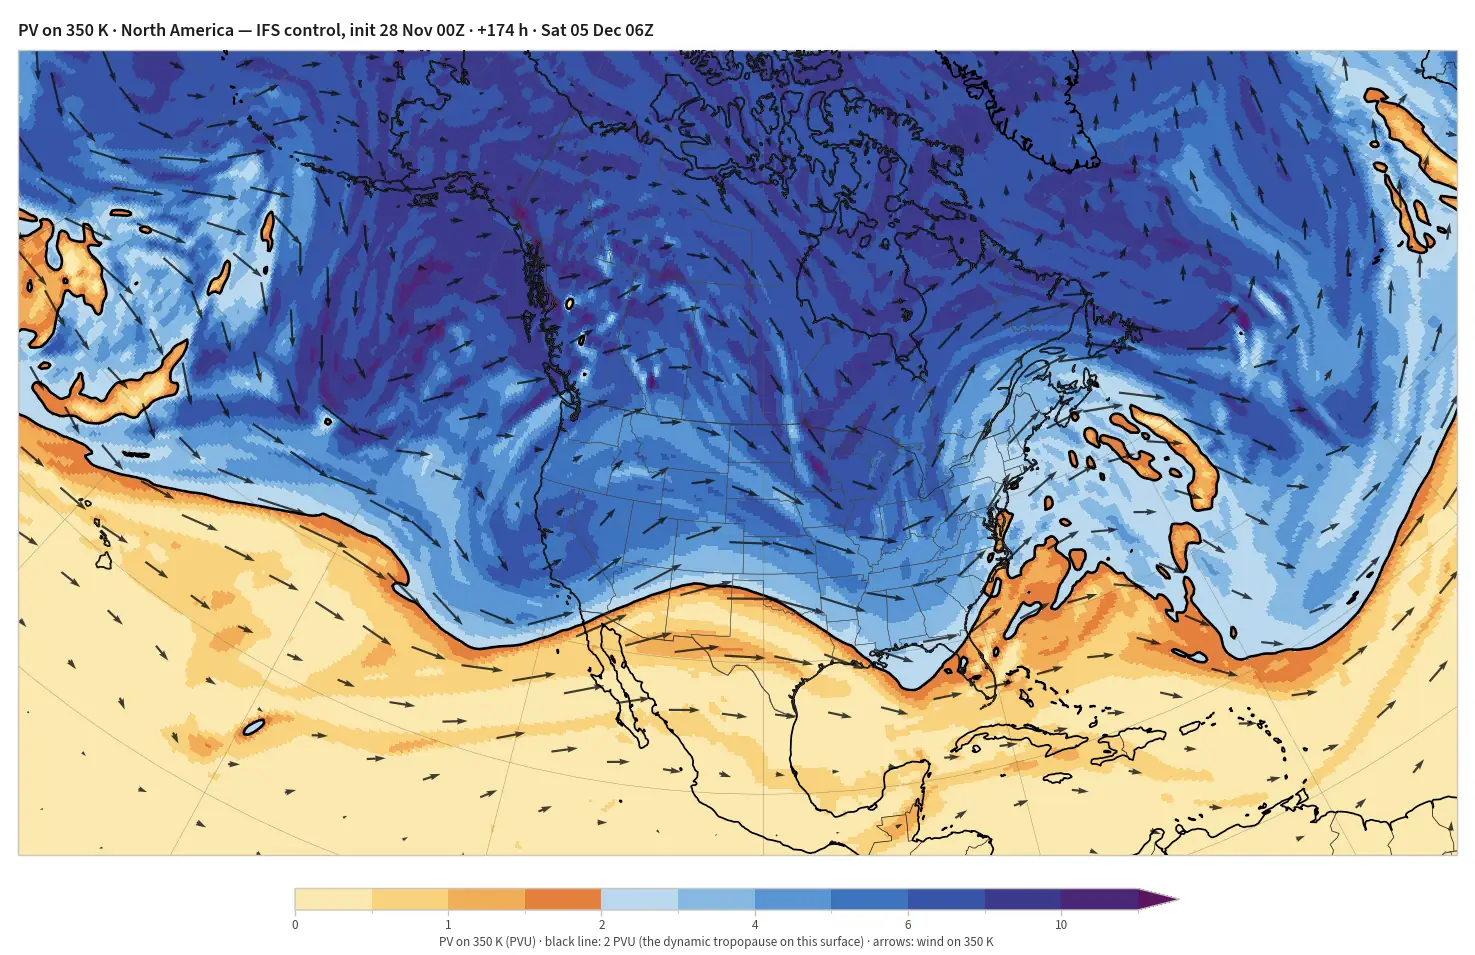 PV on 350 K · North America — IFS control, init 28 Nov 00Z · +174 h · Sat 05 Dec 06Z
0 1 2 4 6 10
PV on 350 K (PVU) · black line: 2 PVU (the dynamic tropopause on this surface) · arrows: wind on 350 K